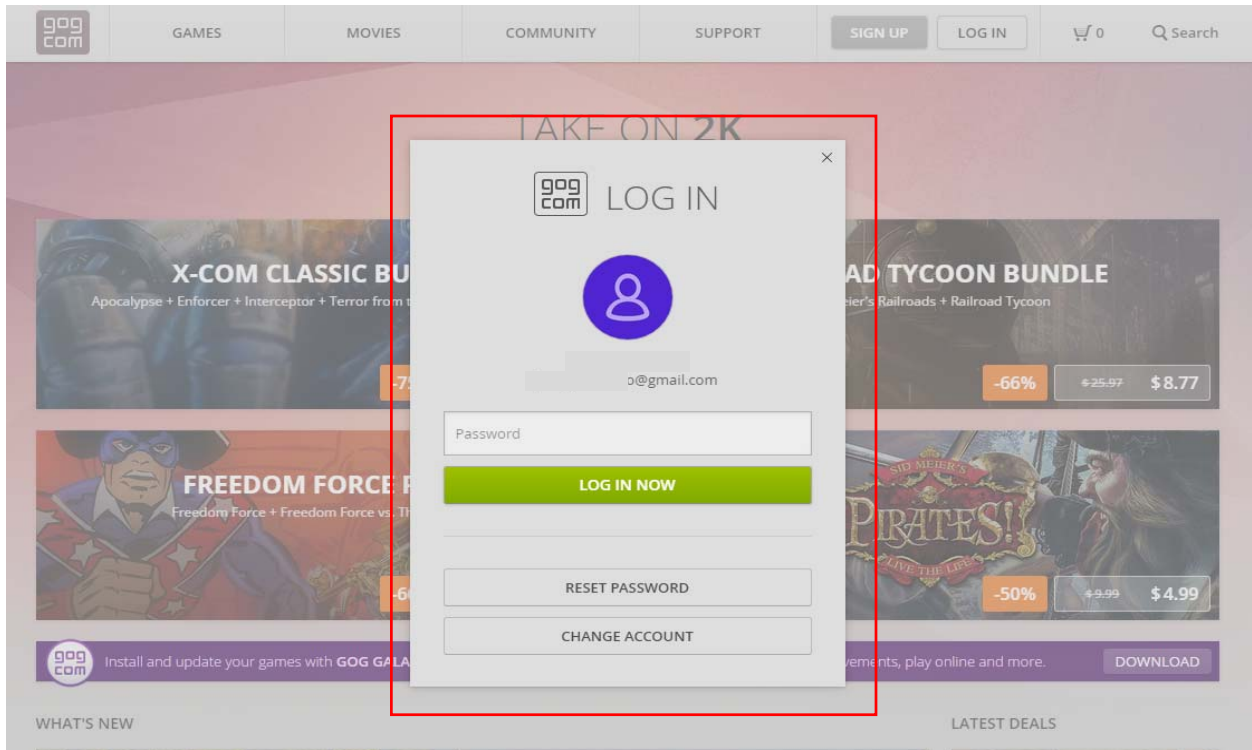 gog
com
GAMES
MOVIES
COMMUNITY
SUPPORT
SIGN UP
LOG IN
0
Search
TAKE ON 2K
X-COM CLASSIC BU
Apocalypse + Enforcer + Interceptor + Terror from t
-7
AD TYCOON BUNDLE
eier's Railroads + Railroad Tycoon
-66%
$25.97
$8.77
gog
com
LOG IN
o@gmail.com
Password
LOG IN NOW
RESET PASSWORD
CHANGE ACCOUNT
FREEDOM FORCE P
Freedom Force + Freedom Force vs. Th
-6
SID MEIER'S
PIRATES!
LIVE THE LIFE
-50%
$9.99
$4.99
gog
com
Install and update your games with GOG GALA
vements, play online and more.
DOWNLOAD
WHAT'S NEW
LATEST DEALS